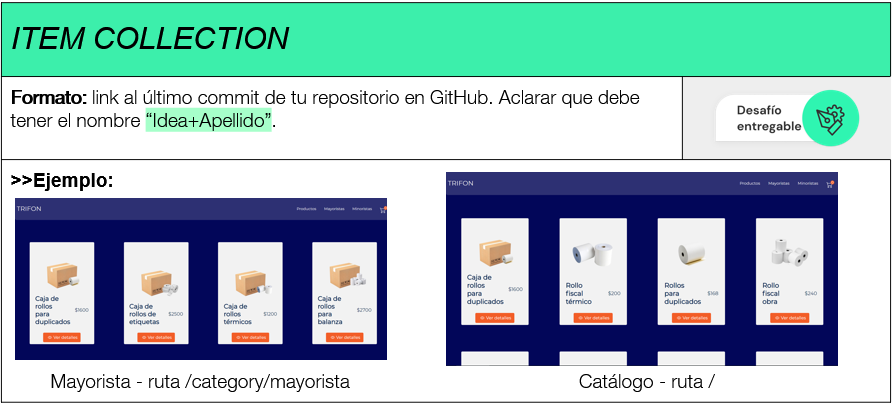 ITEM COLLECTION
Formato: link al último commit de tu repositorio en GitHub. Aclarar que debe
tener el nombre “Idea+Apellido”.
Desafío
entregable
>>Ejemplo:
TRIFON
Productos Mayoristas Minoristas
Caja de
rollos
para
duplicados
$1600
Ver detalles
Caja de
rollos de
etiquetas
$2500
Ver detalles
Caja de
rollos
térmicos
$1200
Ver detalles
Caja de
rollos
para
balanza
$2700
Ver detalles
Mayorista - ruta /category/mayorista
TRIFON
Productos Mayoristas Minoristas
Caja de
rollos
para
duplicados
$1600
Ver detalles
Rollo
fiscal
térmico
$200
Ver detalles
Rollos
para
duplicados
$168
Ver detalles
Rollo
fiscal
obra
$240
Ver detalles
Catálogo - ruta /